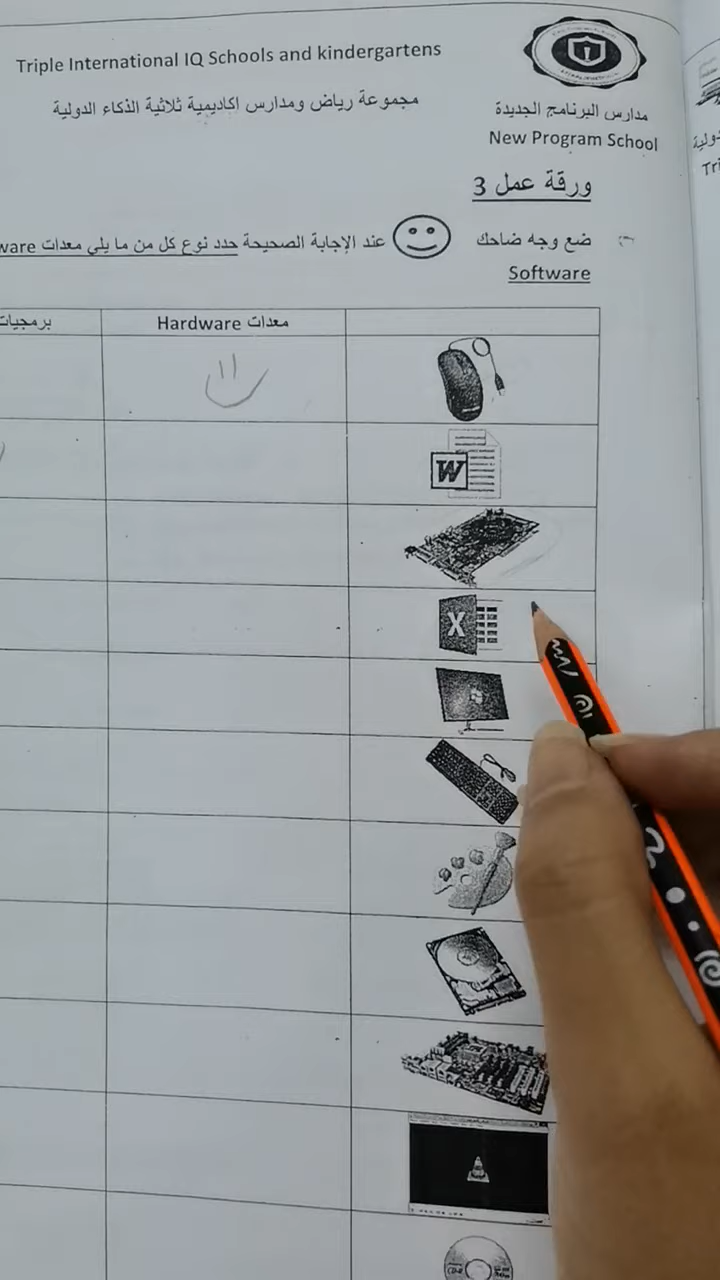 Triple International IQ Schools and kindergartens
مجموعة رياض ومدارس اكاديمية ثلاثية الذكاء الدولية
مدارس البرنامج الجديدة
New Program School
ورقة عمل 3
ضع وجه ضاحك عند الإجابة الصحيحة حدد نوع كل من ما يلي معدات ware
Software
معدات Hardware
برمجيات
W
X
دولية
Tri